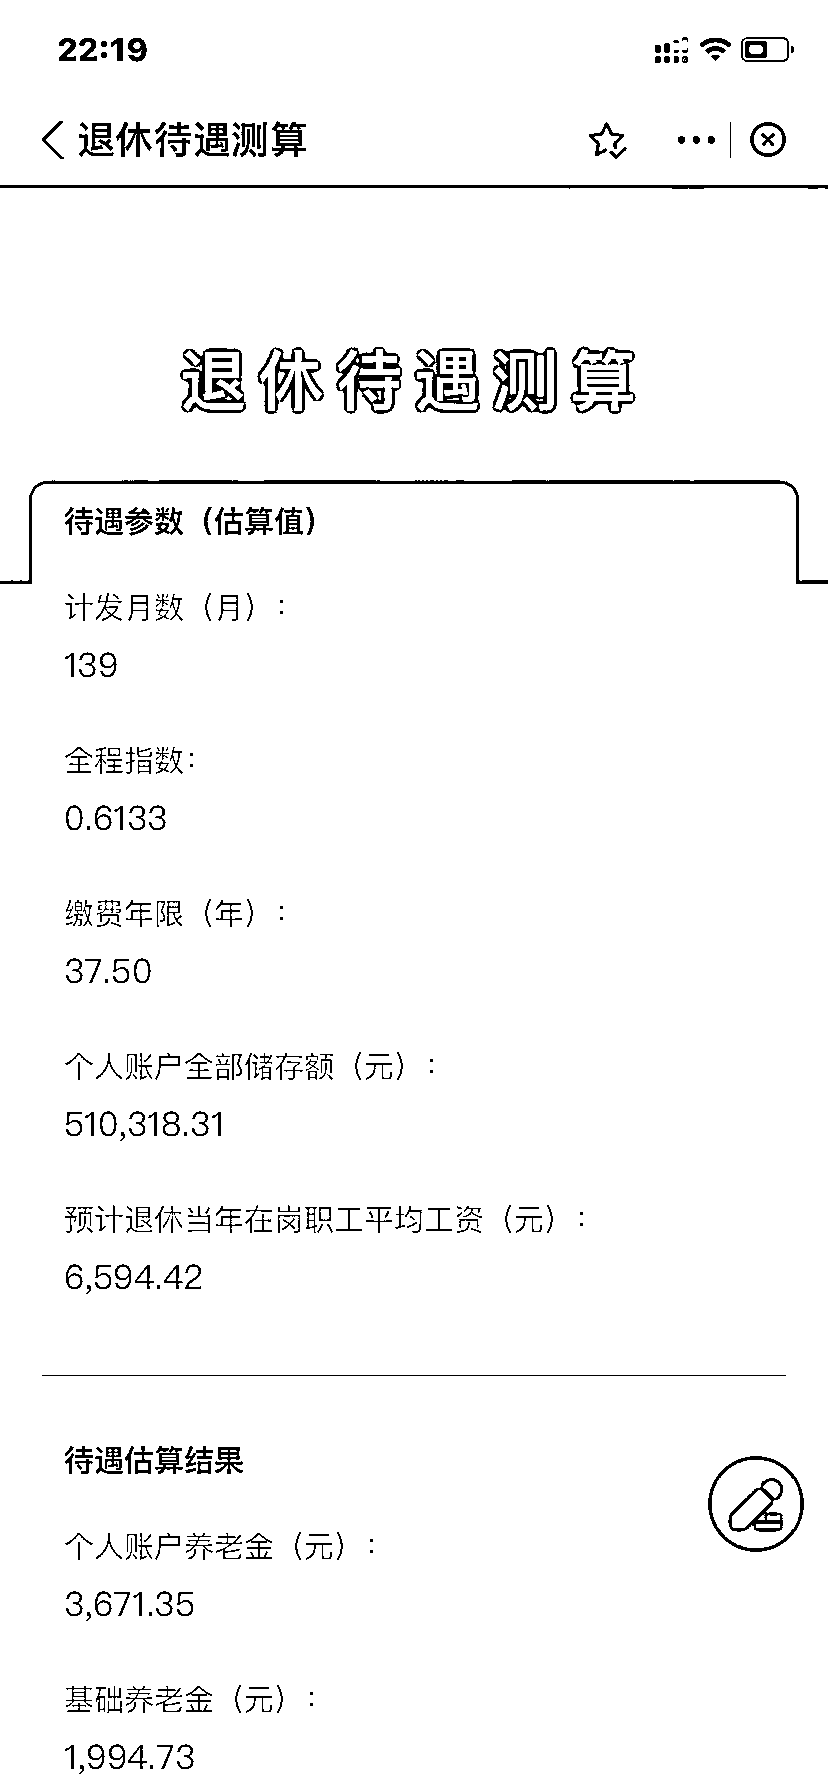 22:19
退休待遇测算
退休待遇测算
待遇参数（估算值）
计发月数（月）：
139
全程指数：
0.6133
缴费年限（年）：
37.50
个人账户全部储存额（元）：
510,318.31
预计退休当年在岗职工平均工资（元）：
6,594.42
待遇估算结果
个人账户养老金（元）：
3,671.35
基础养老金（元）：
1,994.73